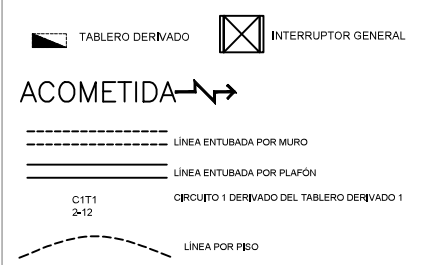 TABLERO DERIVADO
INTERRUPTOR GENERAL
ACOMETIDA
LÍNEA ENTUBADA POR MURO
LÍNEA ENTUBADA POR PLAFÓN
C1T1
2-12
CIRCUITO 1 DERIVADO DEL TABLERO DERIVADO 1
LÍNEA POR PISO